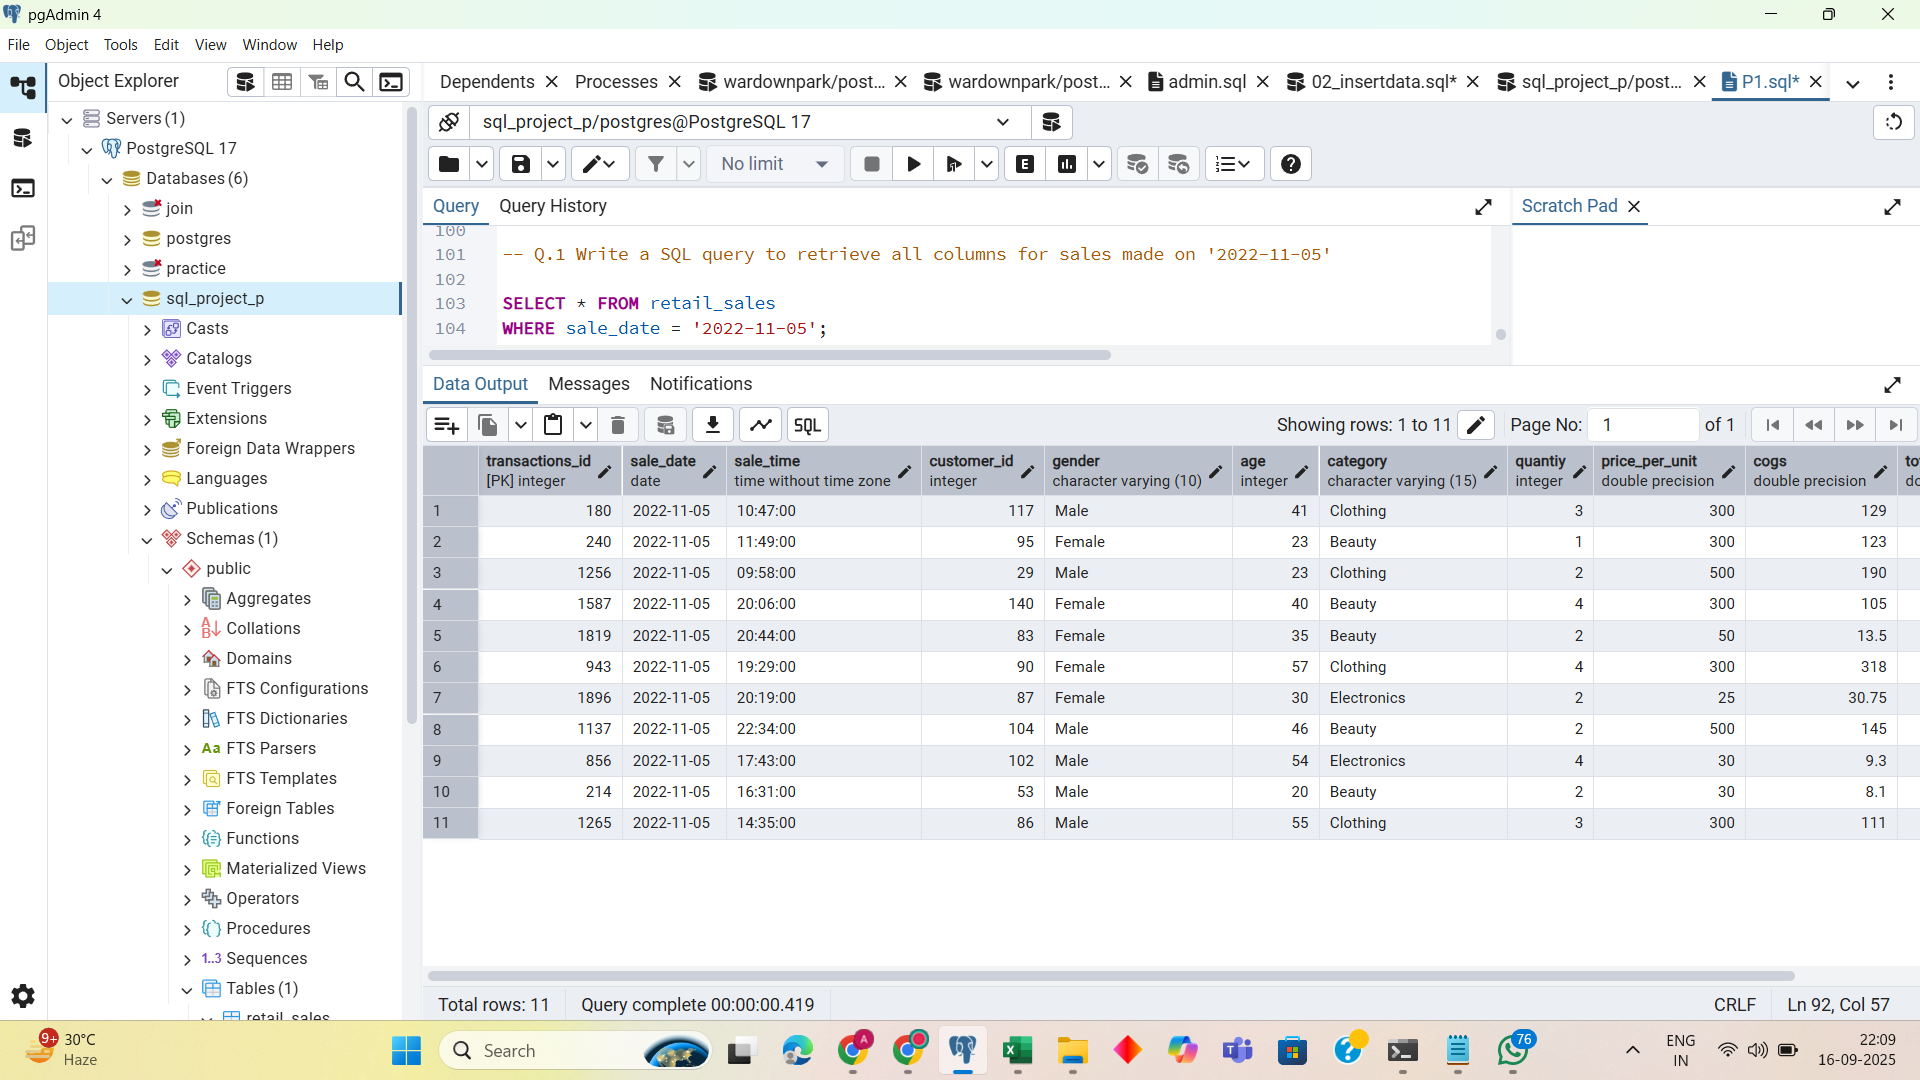 pgAdmin 4
File Object Tools Edit View Window Help
Object Explorer
Dependents Processes wardownpark/post... wardownpark/post... admin.sql 02_insertdata.sql* sql_project_p/post... P1.sql*
Servers (1)
PostgreSQL 17
Databases (6)
join
postgres
practice
sql_project_p
Casts
Catalogs
Event Triggers
Extensions
Foreign Data Wrappers
Languages
Publications
Schemas (1)
public
Aggregates
Collations
Domains
FTS Configurations
FTS Dictionaries
Aa FTS Parsers
FTS Templates
Foreign Tables
Functions
Materialized Views
Operators
Procedures
1..3 Sequences
Tables (1)
retail_sales
sql_project_p/postgres@PostgreSQL 17
No limit E
Query Query History
Scratch Pad
100
101 -- Q.1 Write a SQL query to retrieve all columns for sales made on '2022-11-05'
102
103 SELECT * FROM retail_sales
104 WHERE sale_date = '2022-11-05';
Data Output Messages Notifications
SQL Showing rows: 1 to 11 Page No: 1 of 1
transactions_id sale_date sale_time customer_id gender age category quantiy price_per_unit cogs
[PK] integer date time without time zone integer character varying (10) integer character varying (15) integer double precision double precision
1 180 2022-11-05 10:47:00 117 Male 41 Clothing 3 300 129
2 240 2022-11-05 11:49:00 95 Female 23 Beauty 1 300 123
3 1256 2022-11-05 09:58:00 29 Male 23 Clothing 2 500 190
4 1587 2022-11-05 20:06:00 140 Female 40 Beauty 4 300 105
5 1819 2022-11-05 20:44:00 83 Female 35 Beauty 2 50 13.5
6 943 2022-11-05 19:29:00 90 Female 57 Clothing 4 300 318
7 1896 2022-11-05 20:19:00 87 Female 30 Electronics 2 25 30.75
8 1137 2022-11-05 22:34:00 104 Male 46 Beauty 2 500 145
9 856 2022-11-05 17:43:00 102 Male 54 Electronics 4 30 9.3
10 214 2022-11-05 16:31:00 53 Male 20 Beauty 2 30 8.1
11 1265 2022-11-05 14:35:00 86 Male 55 Clothing 3 300 111
Total rows: 11 Query complete 00:00:00.419 CRLF Ln 92, Col 57
9+ 30°C
Haze
Search
A
76
ENG
IN
22:09
16-09-2025